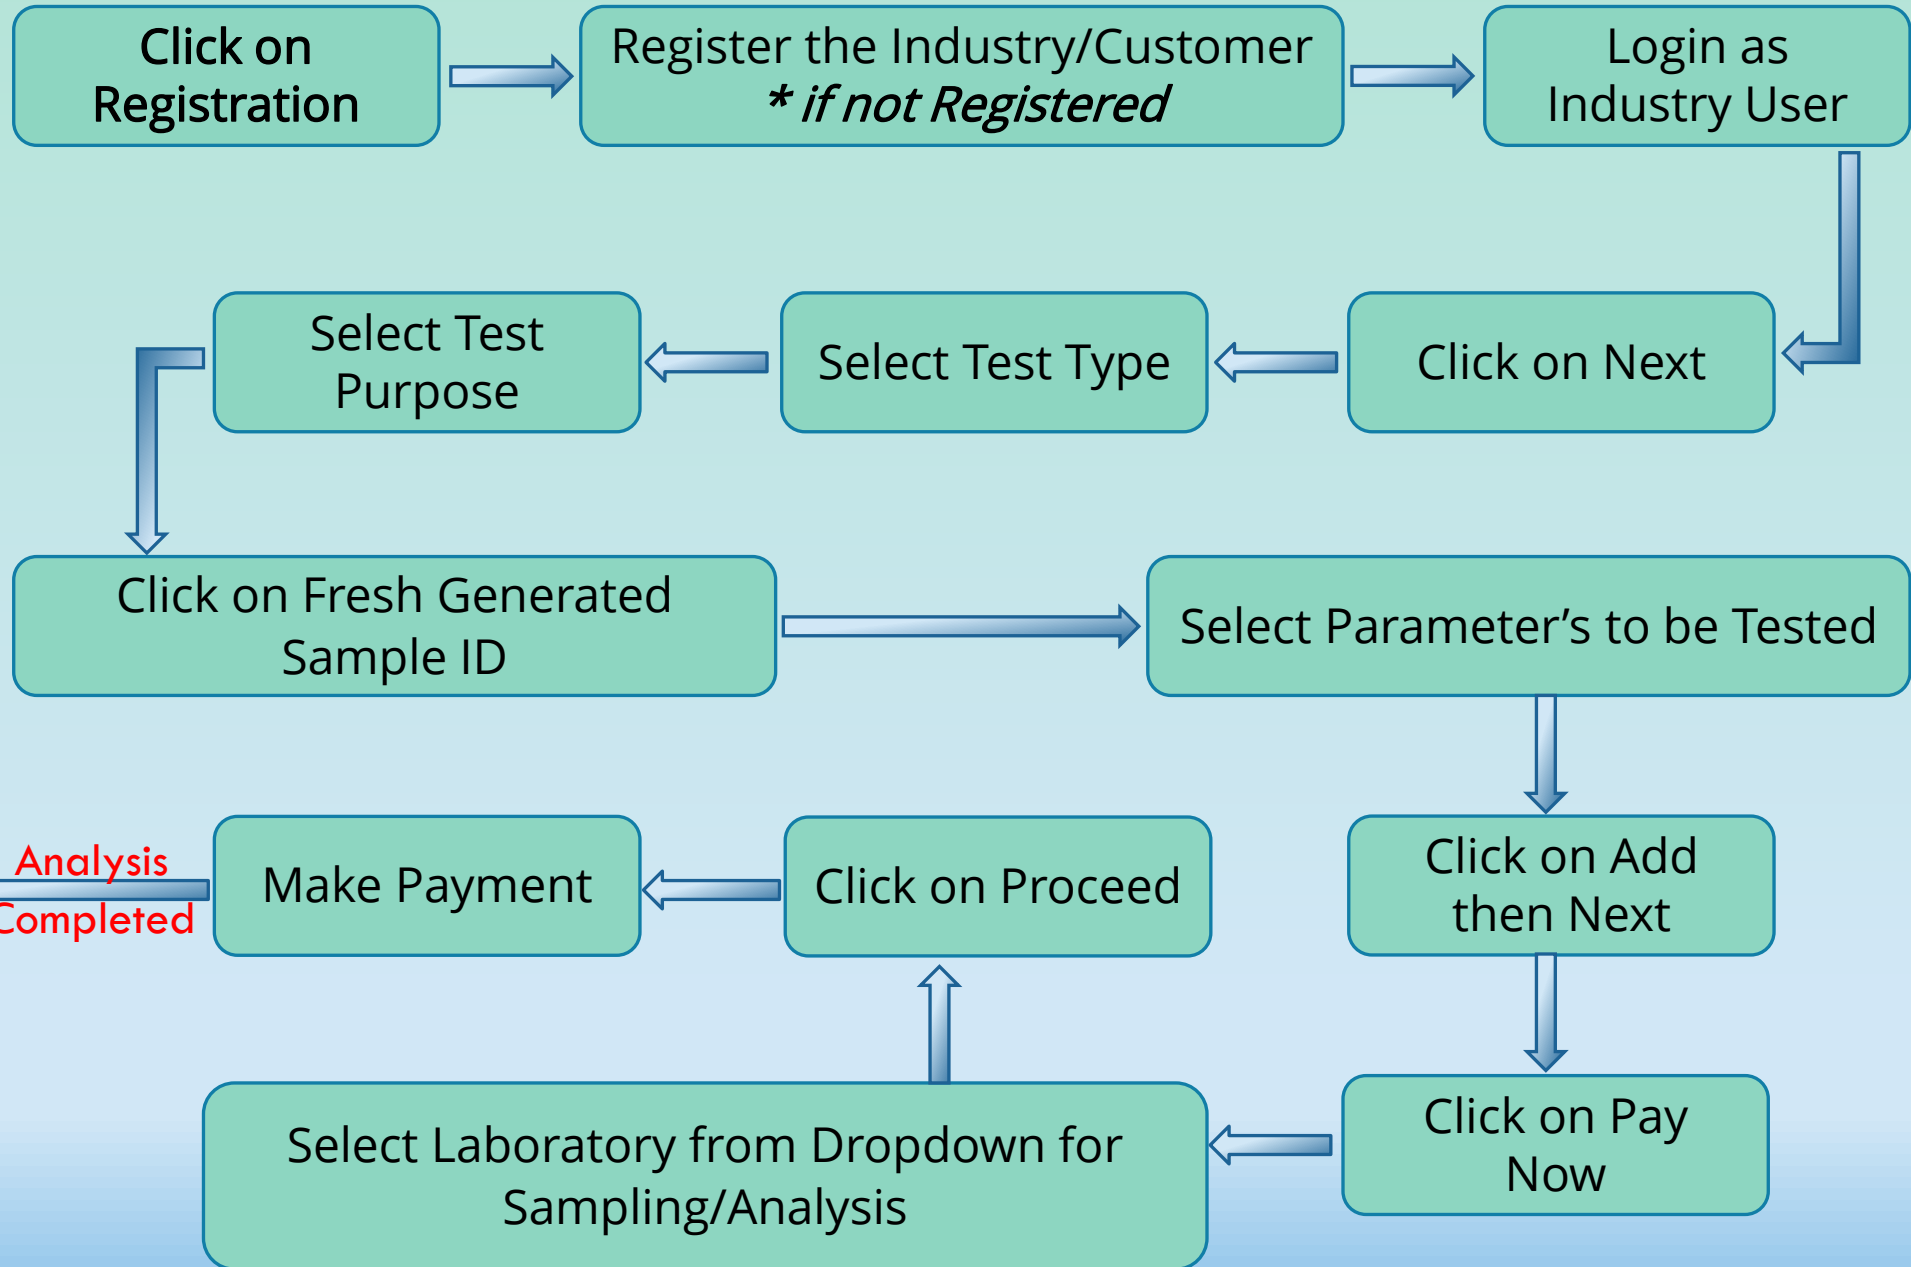 Click on
Registration
Register the Industry/Customer
* if not Registered
Login as
Industry User
Click on Next
Select Test Type
Select Test
Purpose
Click on Fresh Generated
Sample ID
Select Parameter's to be Tested
Click on Add
then Next
Click on Pay
Now
Select Laboratory from Dropdown for
Sampling/Analysis
Click on Proceed
Make Payment
Analysis
Completed